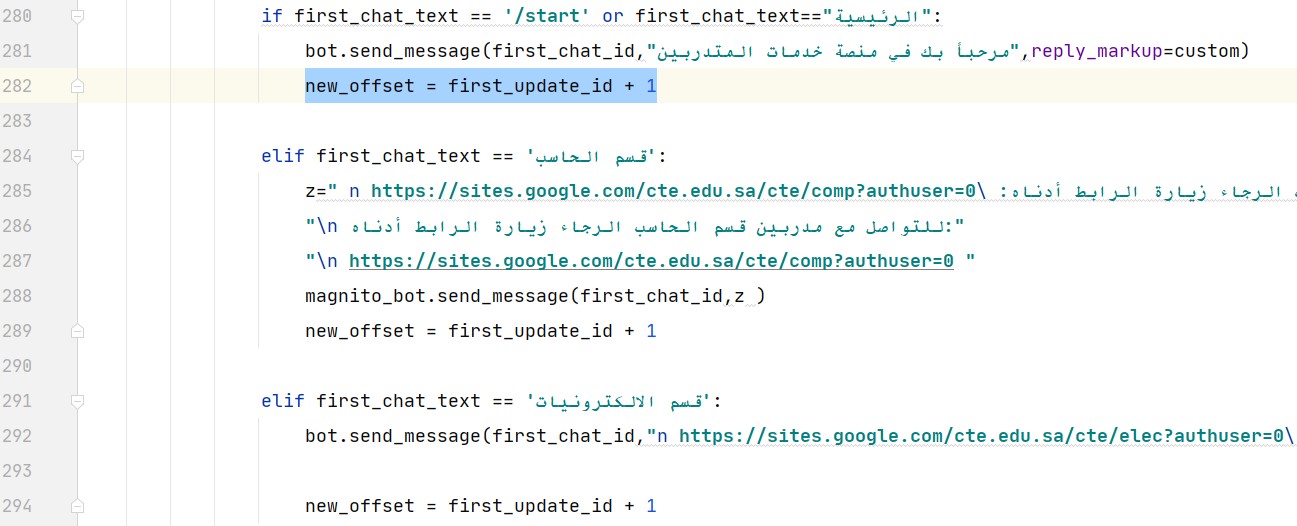 280 if first_chat_text == '/start' or first_chat_text=="الرئيسية":
281 bot.send_message(first_chat_id,"مرحبأ بك في منصة خدمات المتدربين",reply_markup=custom)
282 new_offset = first_update_id + 1
283
284 elif first_chat_text == 'قسم الحاسب':
285 z=" n https://sites.google.com/cte.edu.sa/cte/comp?authuser=0\ :الرجاء زيارة الرابط أدناه
286 "\n للتواصل مع مدربين قسم الحاسب الرجاء زيارة الرابط أدناه:"
287 "\n https://sites.google.com/cte.edu.sa/cte/comp?authuser=0 "
288 magnito_bot.send_message(first_chat_id,z )
289 new_offset = first_update_id + 1
290
291 elif first_chat_text == 'قسم الالكترونيات':
292 bot.send_message(first_chat_id,"n https://sites.google.com/cte.edu.sa/cte/elec?authuser=0\
293
294 new_offset = first_update_id + 1